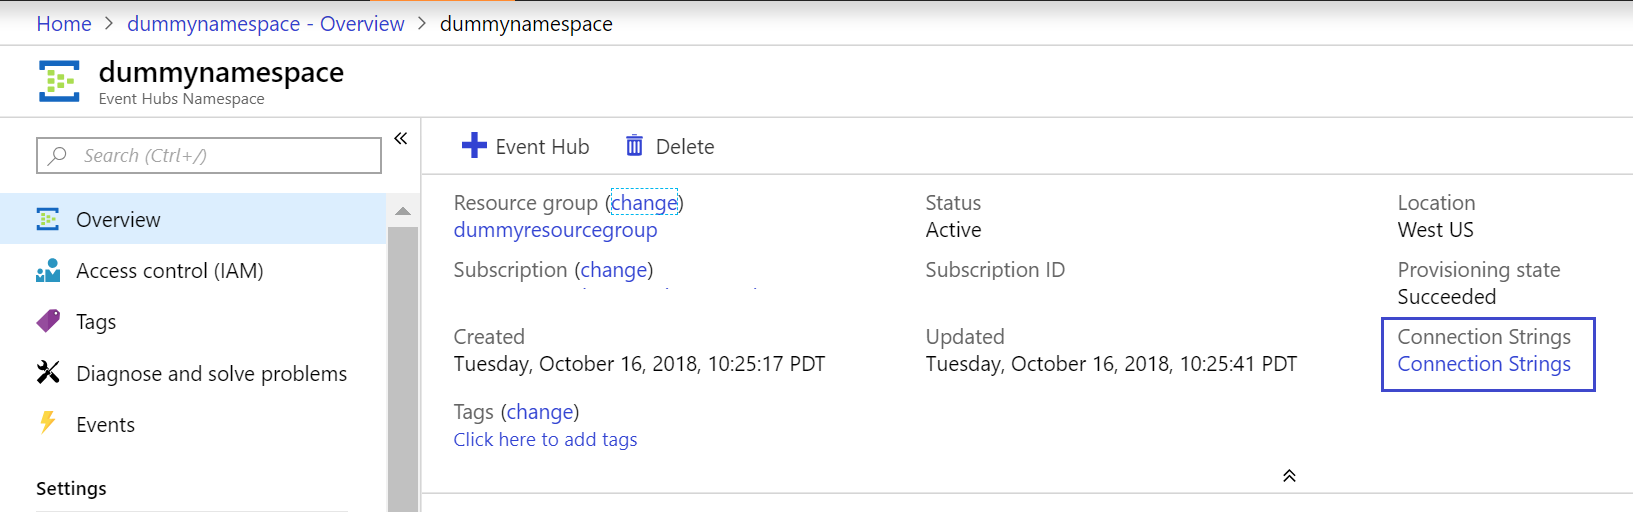 Home > dummynamespace - Overview > dummynamespace
dummynamespace
Event Hubs Namespace
Search (Ctrl+/)
Overview
Access control (IAM)
Tags
Diagnose and solve problems
Events
Settings
Event Hub
Delete
Resource group (change)
dummyresourcegroup
Status
Active
Location
West US
Subscription (change)
Subscription ID
Provisioning state
Succeeded
Created
Tuesday, October 16, 2018, 10:25:17 PDT
Updated
Tuesday, October 16, 2018, 10:25:41 PDT
Connection Strings
Connection Strings
Tags (change)
Click here to add tags